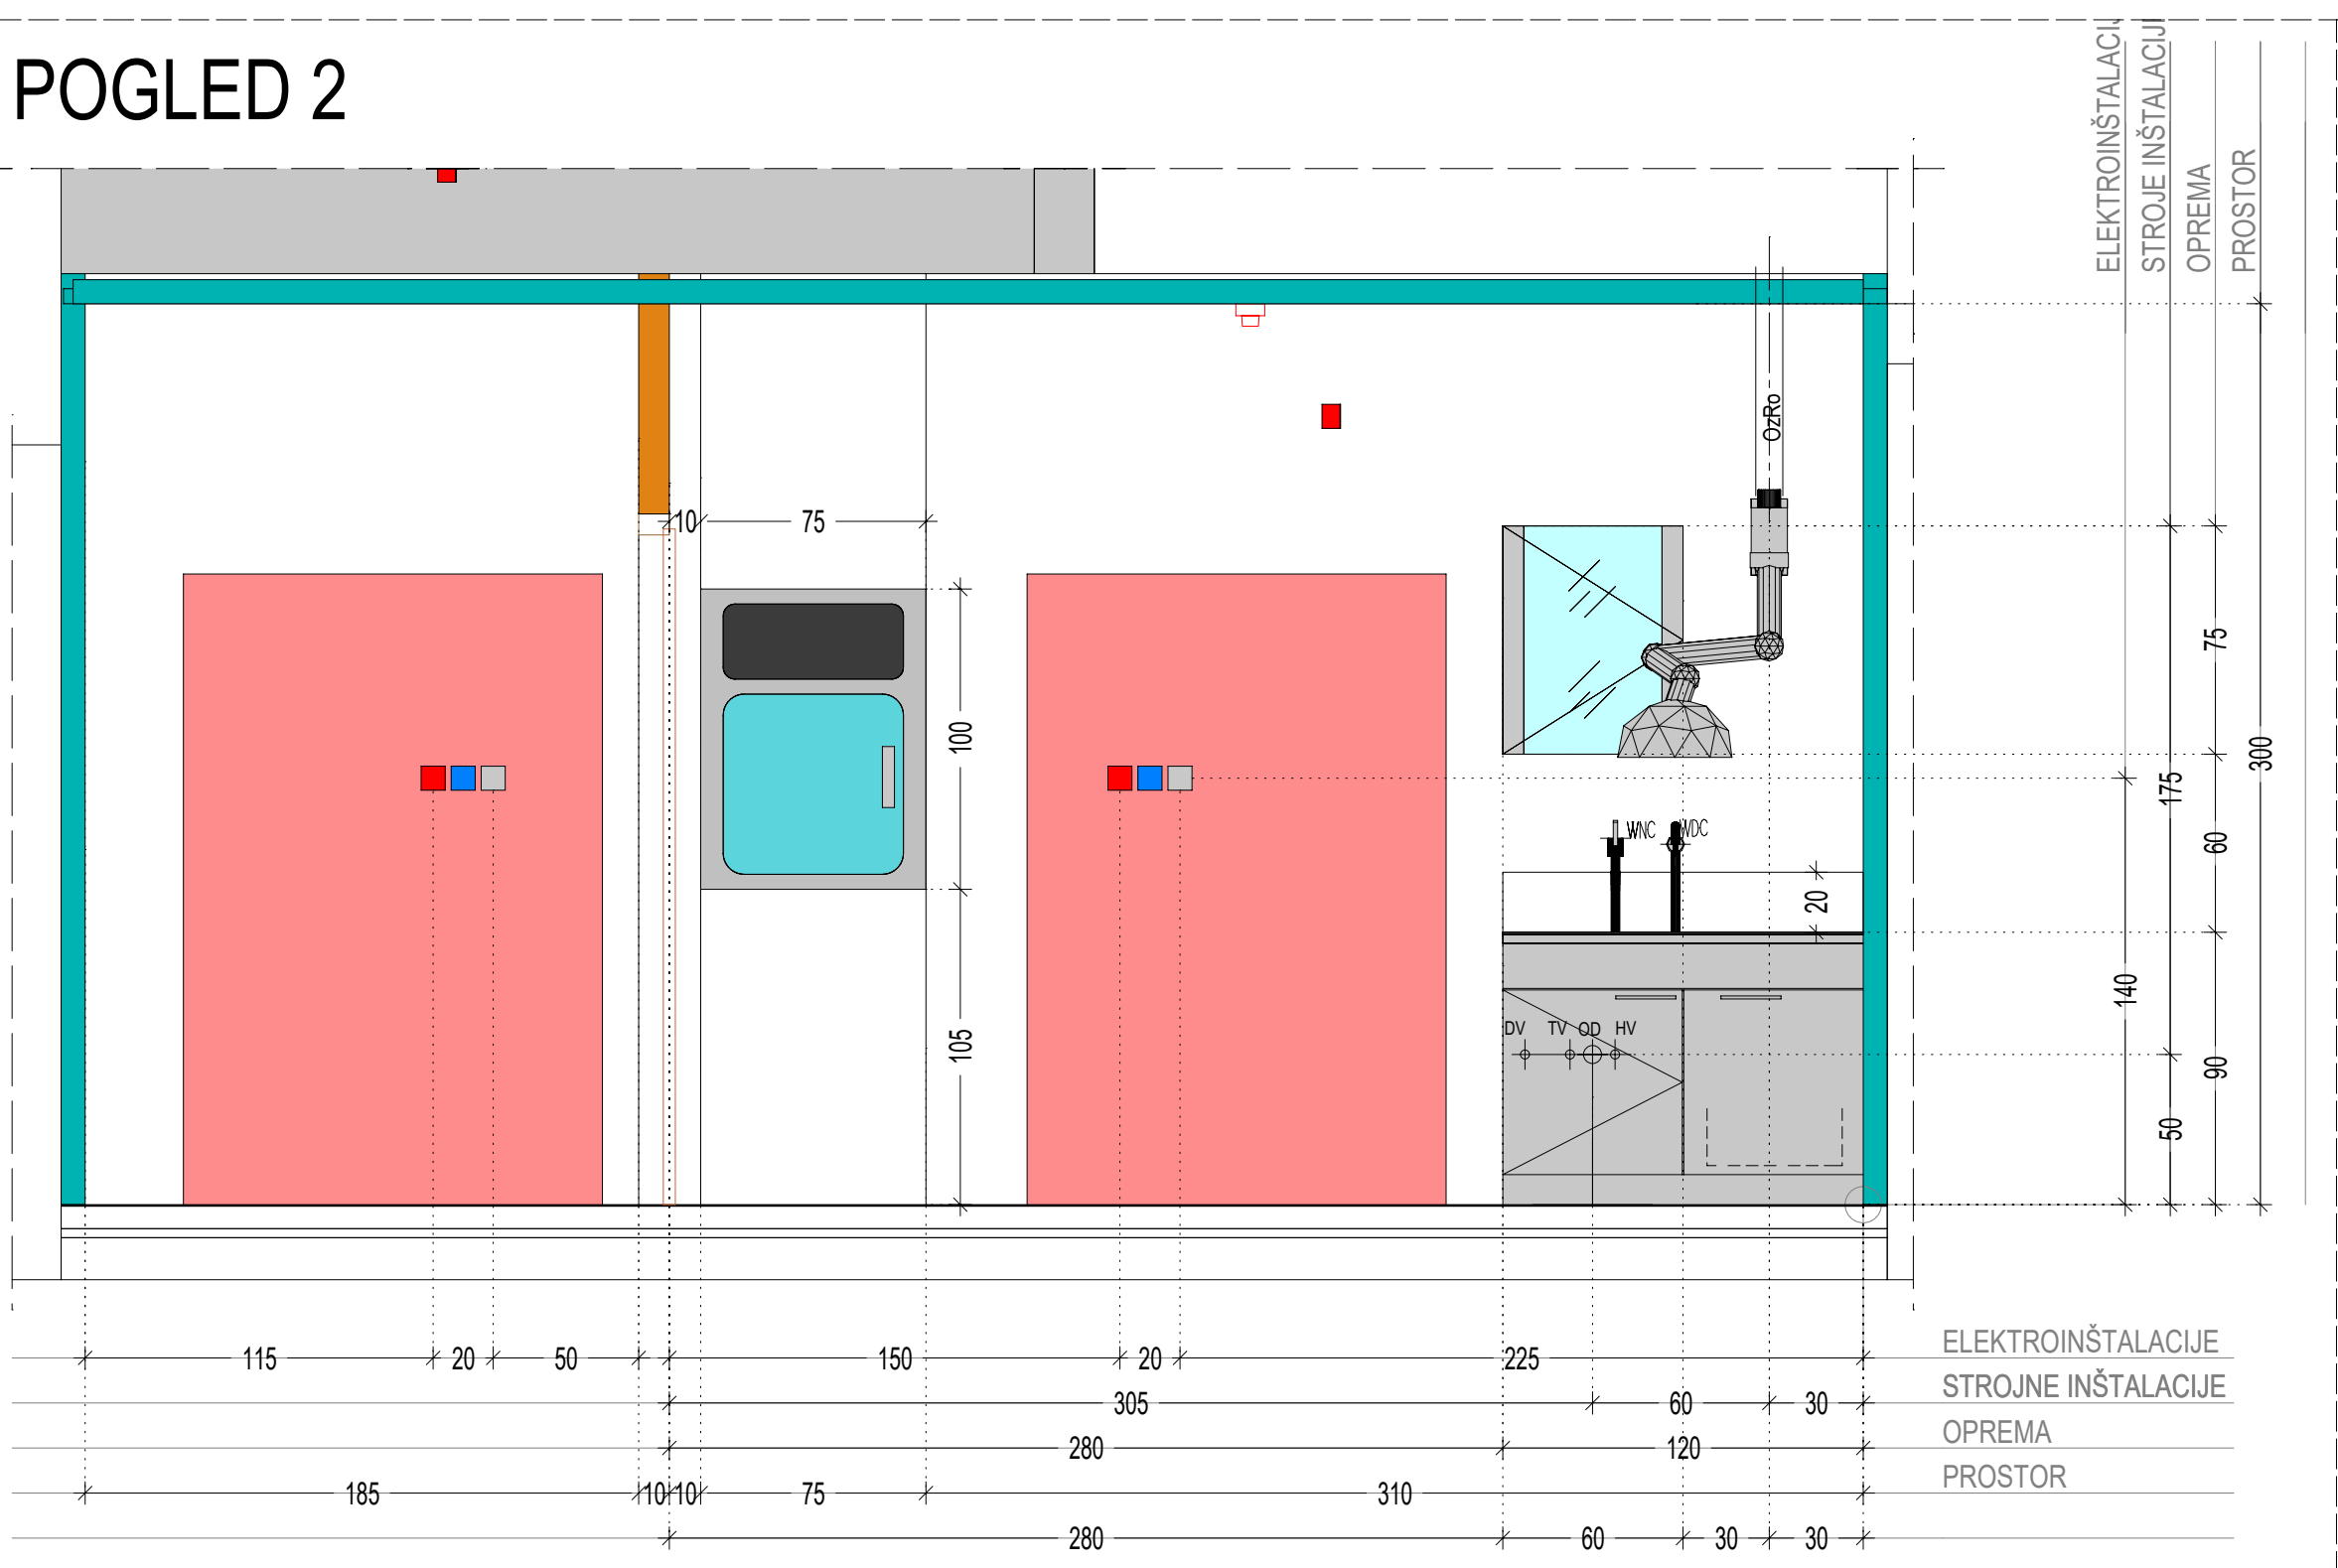 POGLED 2
ELEKTROINŠTALACIJ
STROJE INŠTALACIJI
OPREMA
PROSTOR
OzRo
10 75
75
100
300
175
WNC WDC
60
20
140
DV TV OD HV
105
90
50
115 20 50 150 20 225 ELEKTROINŠTALACIJE
305 60 30 STROJNE INŠTALACIJE
280 120 OPREMA
185 10 10 75 310 PROSTOR
280 60 30 30